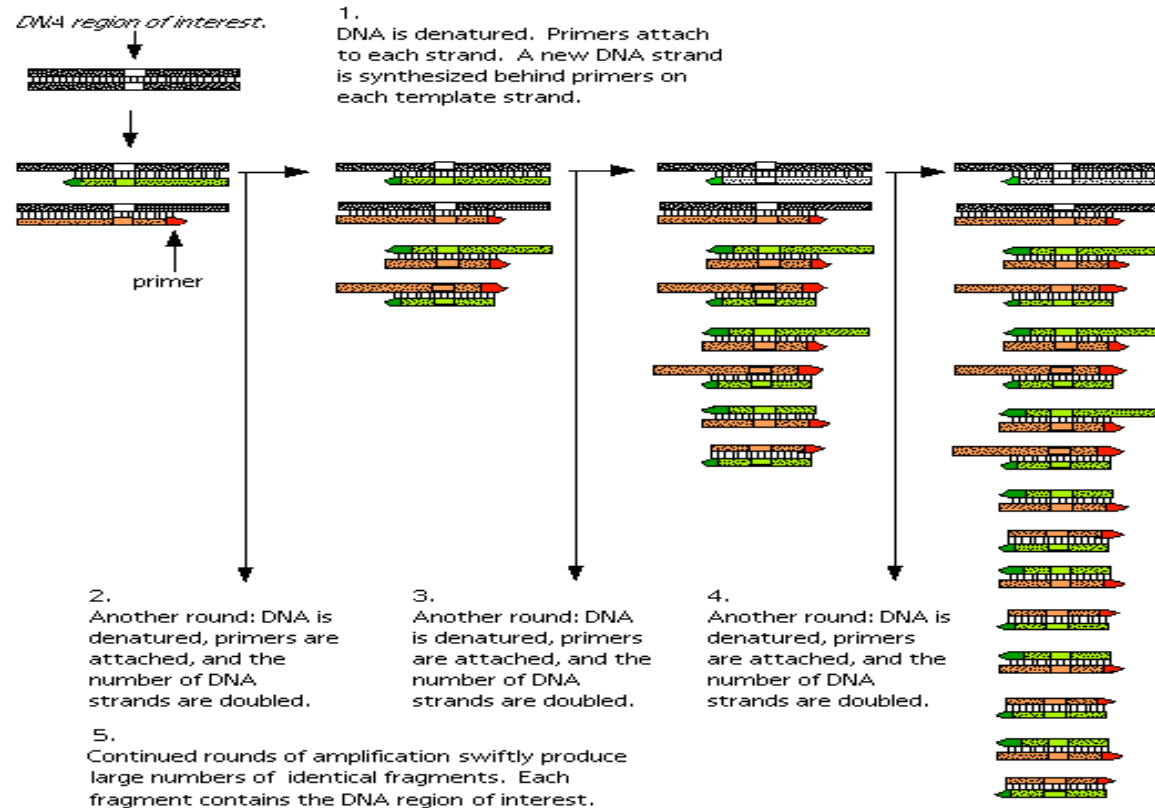 DNA region of interest.
1.
DNA is denatured. Primers attach
to each strand. A new DNA strand
is synthesized behind primers on
each template strand.
primer
2.
Another round: DNA is
denatured, primers are
attached, and the
number of DNA
strands are doubled.
3.
Another round: DNA
is denatured, primers
are attached, and the
number of DNA
strands are doubled.
4.
Another round: DNA is
denatured, primers
are attached, and the
number of DNA
strands are doubled.
5.
Continued rounds of amplification swiftly produce
large numbers of identical fragments. Each
fragment contains the DNA region of interest.